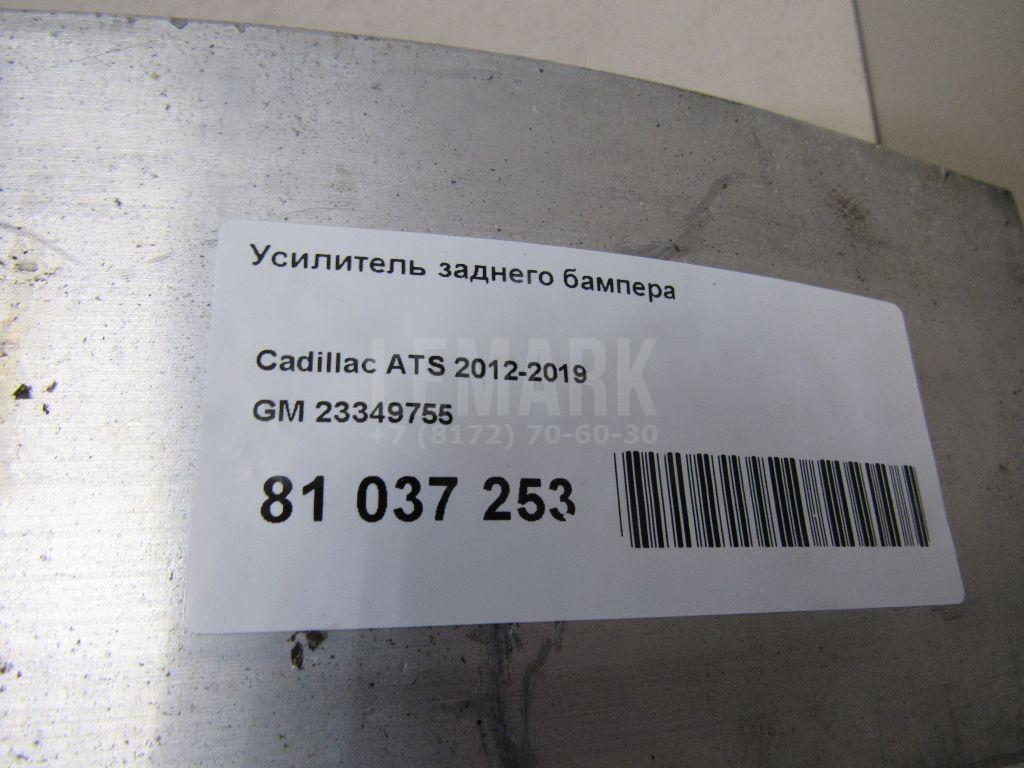 Усилитель заднего бампера
Cadillac ATS 2012-2019
LEMARK
GM 23349755
+7 (8172) 70-60-30
81 037 253